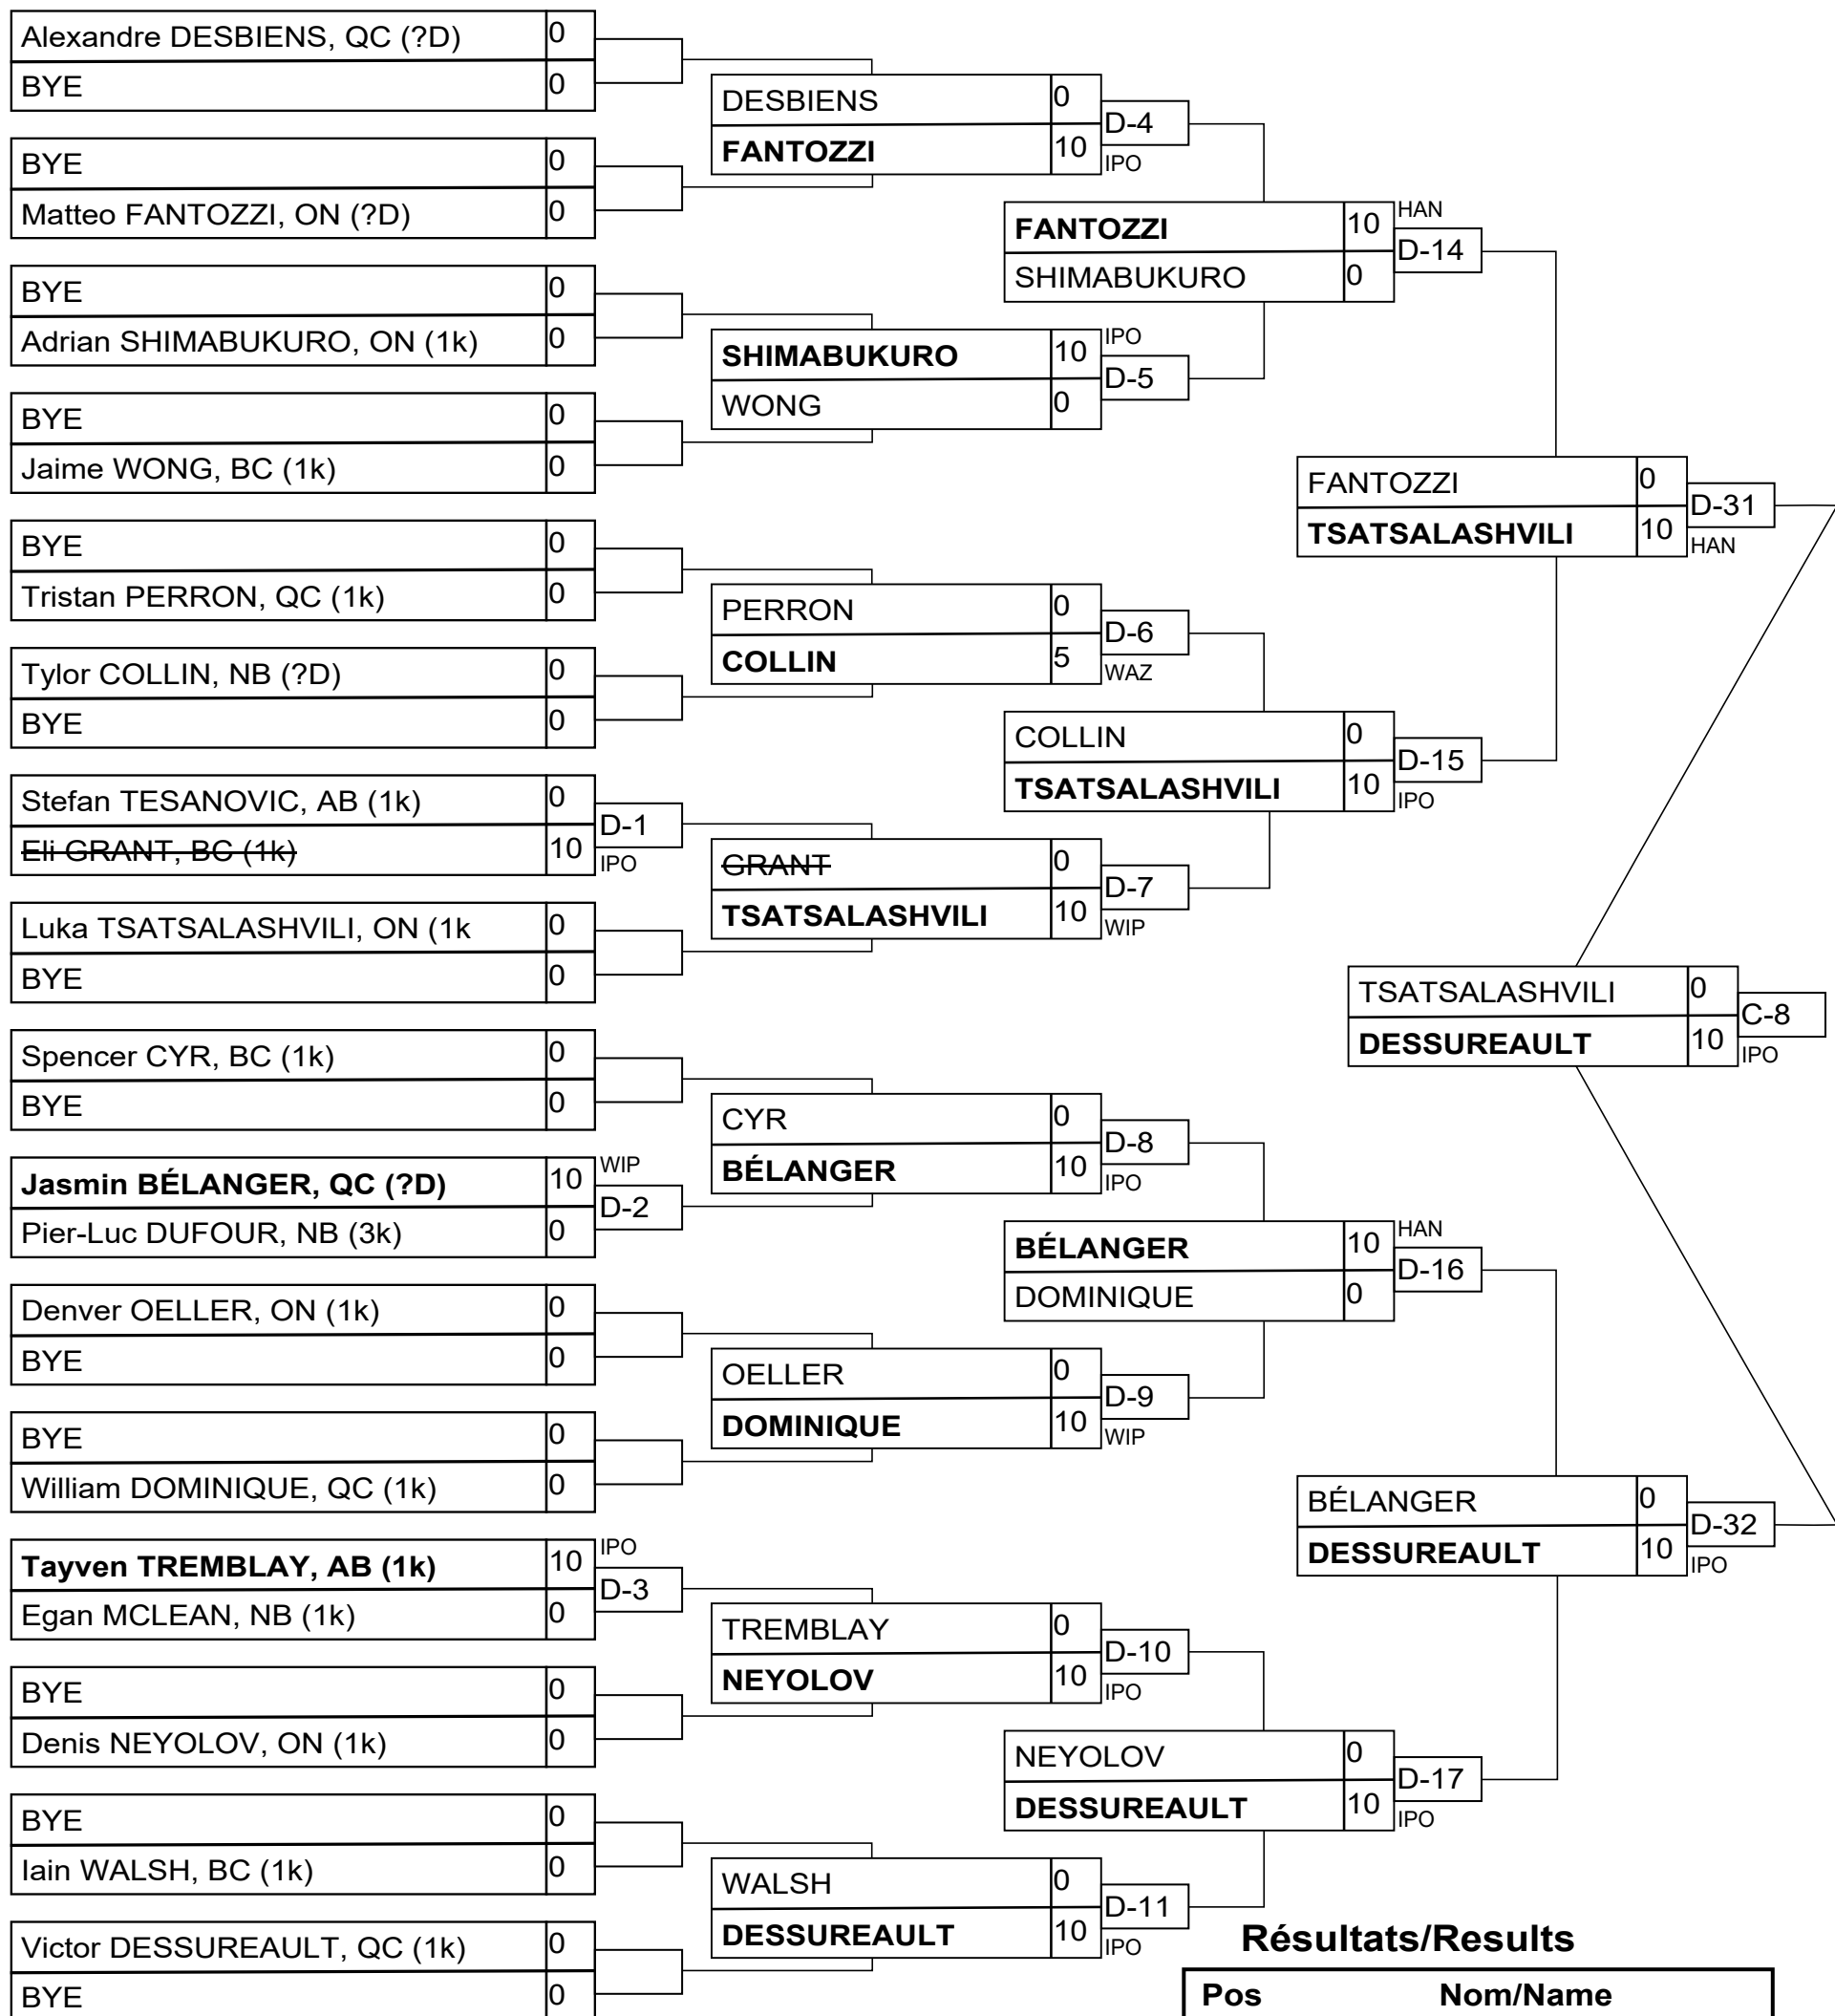 Alexandre DESBIENS, QC (?D) 0
BYE 0
BYE 0
Matteo FANTOZZI, ON (?D) 0
BYE 0
Adrian SHIMABUKURO, ON (1k) 0
BYE 0
Jaime WONG, BC (1k) 0
BYE 0
Tristan PERRON, QC (1k) 0
Tylor COLLIN, NB (?D) 0
BYE 0
Stefan TESANOVIC, AB (1k) 0
Eli GRANT, BC (1k) 10
D-1
IPO
Luka TSATSALASHVILI, ON (1k 0
BYE 0
Spencer CYR, BC (1k) 0
BYE 0
Jasmin BÉLANGER, QC (?D) 10
Pier-Luc DUFOUR, NB (3k) 0
WIP
D-2
Denver OELLER, ON (1k) 0
BYE 0
BYE 0
William DOMINIQUE, QC (1k) 0
Tayven TREMBLAY, AB (1k) 10
Egan MCLEAN, NB (1k) 0
IPO
D-3
BYE 0
Denis NEYOLOV, ON (1k) 0
BYE 0
Iain WALSH, BC (1k) 0
Victor DESSUREAULT, QC (1k) 0
BYE 0
DESBIENS 0
FANTOZZI 10
D-4
IPO
SHIMABUKURO 10
WONG 0
IPO
D-5
PERRON 0
COLLIN 5
D-6
WAZ
GRANT 0
TSATSALASHVILI 10
D-7
WIP
CYR 0
BÉLANGER 10
D-8
IPO
OELLER 0
DOMINIQUE 10
D-9
WIP
TREMBLAY 0
NEYOLOV 10
D-10
IPO
WALSH 0
DESSUREAULT 10
D-11
IPO
FANTOZZI 10
SHIMABUKURO 0
HAN
D-14
COLLIN 0
TSATSALASHVILI 10
D-15
IPO
BÉLANGER 10
DOMINIQUE 0
HAN
D-16
NEYOLOV 0
DESSUREAULT 10
D-17
IPO
FANTOZZI 0
TSATSALASHVILI 10
D-31
HAN
BÉLANGER 0
DESSUREAULT 10
D-32
IPO
TSATSALASHVILI 0
DESSUREAULT 10
C-8
IPO
Résultats/Results
Pos Nom/Name